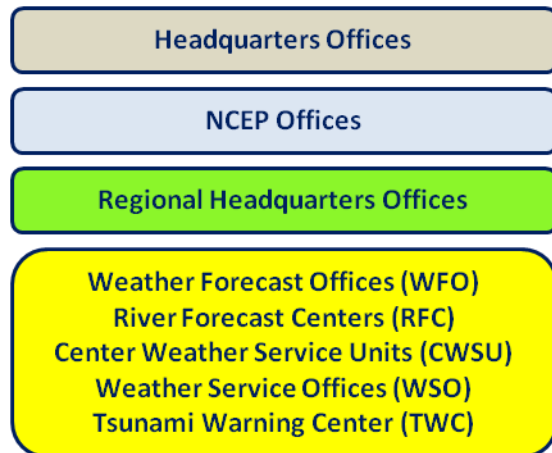 Headquarters Offices
NCEP Offices
Regional Headquarters Offices
Weather Forecast Offices (WFO)
River Forecast Centers (RFC)
Center Weather Service Units (CWSU)
Weather Service Offices (WSO)
Tsunami Warning Center (TWC)